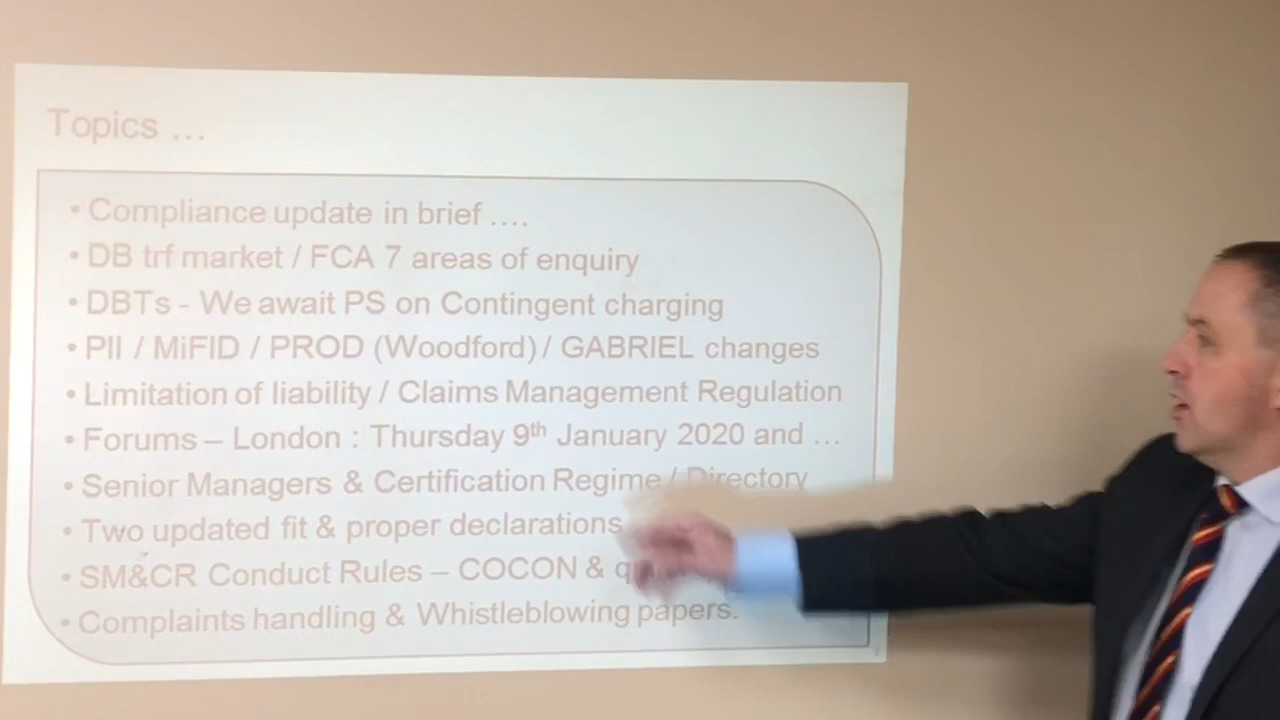 Topics ...
• Compliance update in brief ....
• DB trf market / FCA 7 areas of enquiry
• DBTs - We await PS on Contingent charging
• PII / MiFID / PROD (Woodford) / GABRIEL changes
• Limitation of liability / Claims Management Regulation
• Forums – London : Thursday 9th January 2020 and ...
• Senior Managers & Certification Regime / Directory
• Two updated fit & proper declarations
• SM&CR Conduct Rules – COCON &
• Complaints handling & Whistleblowing papers.